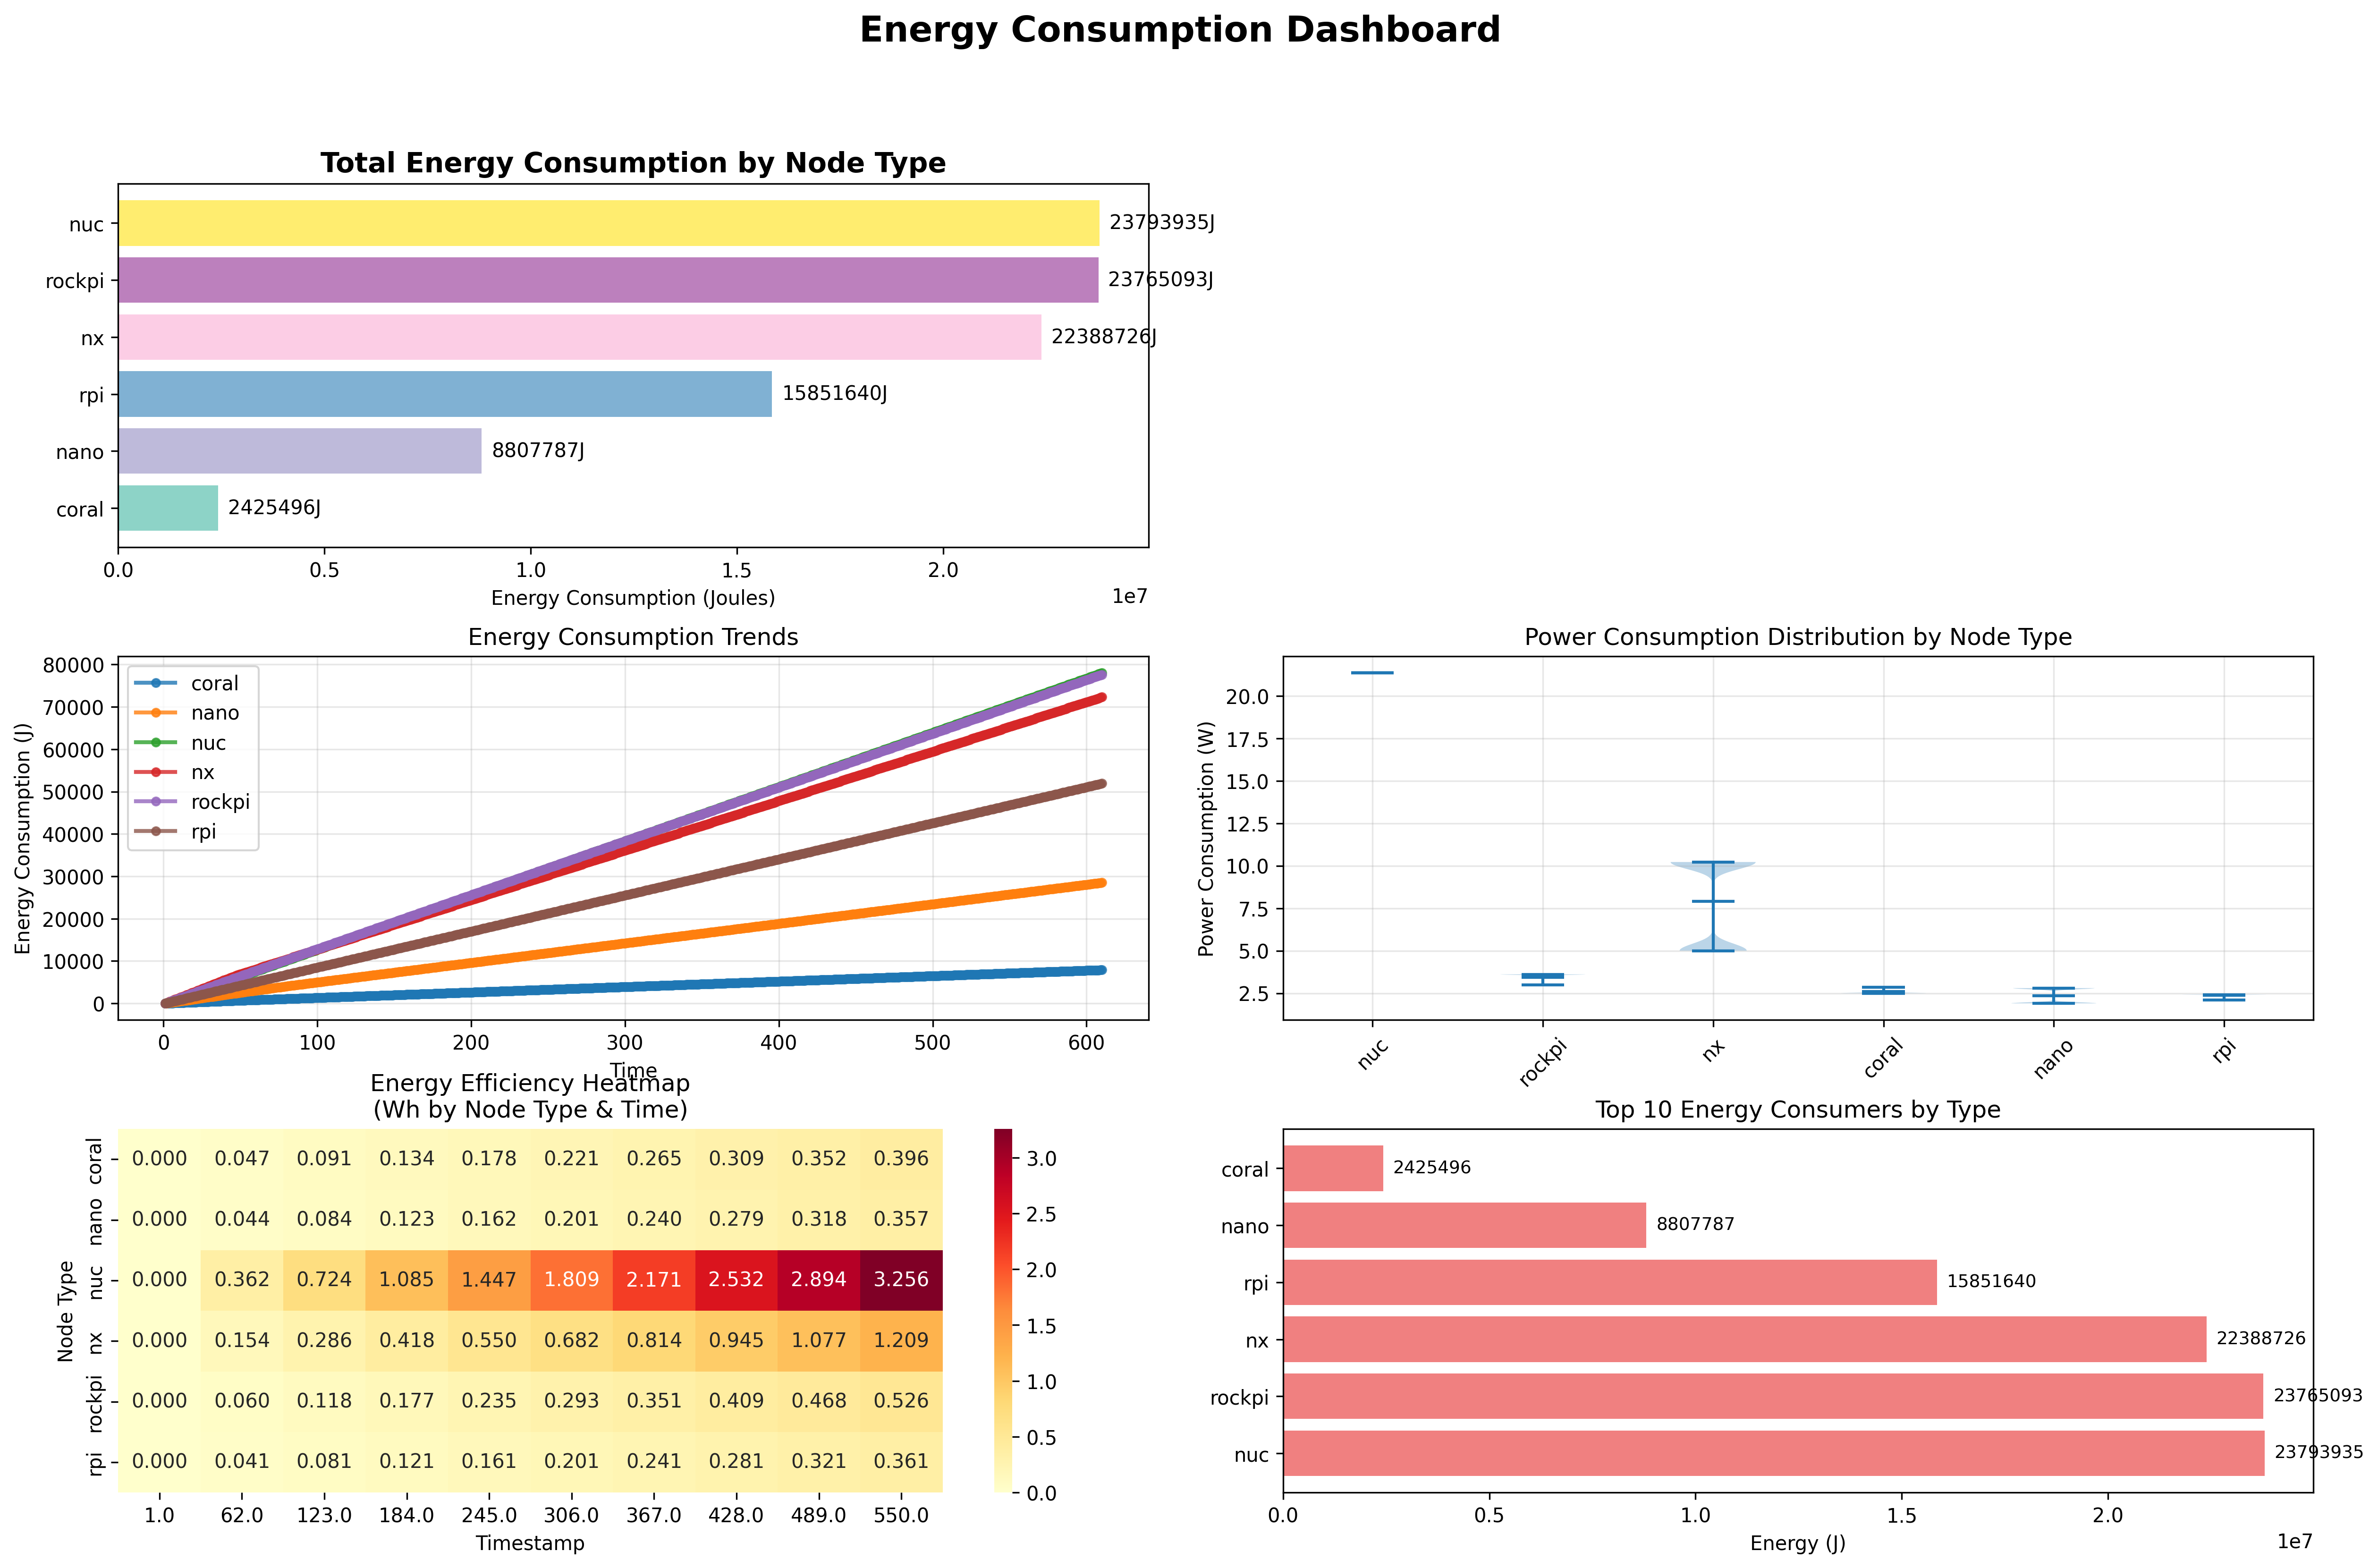 Energy Consumption Dashboard
Total Energy Consumption by Node Type
nuc
23793935J
rockpi
23765093J
nx
22388726J
rpi
15851640J
nano
8807787J
coral
2425496J
0.0 0.5 1.0 1.5 2.0
1e7
Energy Consumption (Joules)
Energy Consumption Trends
Energy Consumption (J)
80000
70000
60000
50000
40000
30000
20000
10000
0
coral
nano
nuc
nx
rockpi
rpi
0 100 200 300 400 500 600
Time
Power Consumption Distribution by Node Type
Power Consumption (W)
20.0
17.5
15.0
12.5
10.0
7.5
5.0
2.5
nuc rockpi nx coral nano rpi
Energy Efficiency Heatmap
(Wh by Node Type & Time)
Node Type
coral 0.000 0.047 0.091 0.134 0.178 0.221 0.265 0.309 0.352 0.396
nano 0.000 0.044 0.084 0.123 0.162 0.201 0.240 0.279 0.318 0.357
nuc 0.000 0.362 0.724 1.085 1.447 1.809 2.171 2.532 2.894 3.256
nx 0.000 0.154 0.286 0.418 0.550 0.682 0.814 0.945 1.077 1.209
rockpi 0.000 0.060 0.118 0.177 0.235 0.293 0.351 0.409 0.468 0.526
rpi 0.000 0.041 0.081 0.121 0.161 0.201 0.241 0.281 0.321 0.361
1.0 62.0 123.0 184.0 245.0 306.0 367.0 428.0 489.0 550.0
Timestamp
3.0
2.5
2.0
1.5
1.0
0.5
0.0
Top 10 Energy Consumers by Type
coral
2425496
nano
8807787
rpi
15851640
nx
22388726
rockpi
23765093
nuc
23793935
0.0 0.5 1.0 1.5 2.0
1e7
Energy (J)